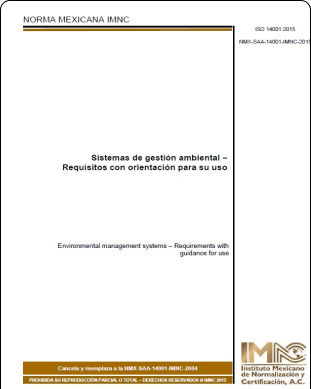 NORMA MEXICANA IMNC
ISO 14001:2015
NMX-SAA-14001-IMNC-2015
Sistemas de gestión ambiental –
Requisitos con orientación para su uso
Environmental management systems – Requirements with
guidance for use
IMNC
Instituto Mexicano
de Normalización y
Certificación, A.C.
Cancela y reemplaza a la NMX-SAA-14001-IMNC-2004
PROHIBIDA SU REPRODUCCIÓN PARCIAL O TOTAL – DERECHOS RESERVADOS © IMNC 2015